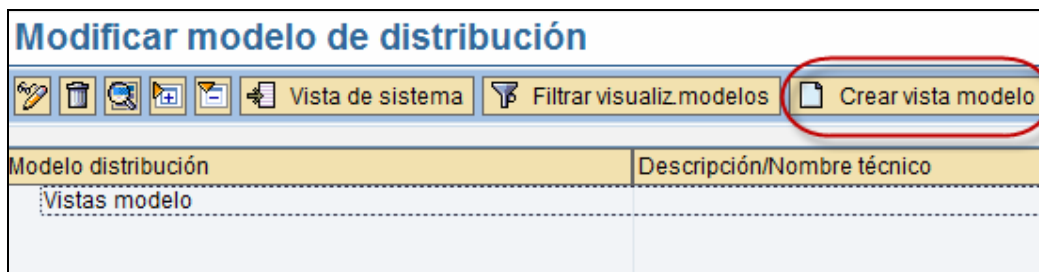 Modificar modelo de distribución
Vista de sistema Filtrar visualiz.modelos Crear vista modelo
Modelo distribución Descripción/Nombre técnico
Vistas modelo